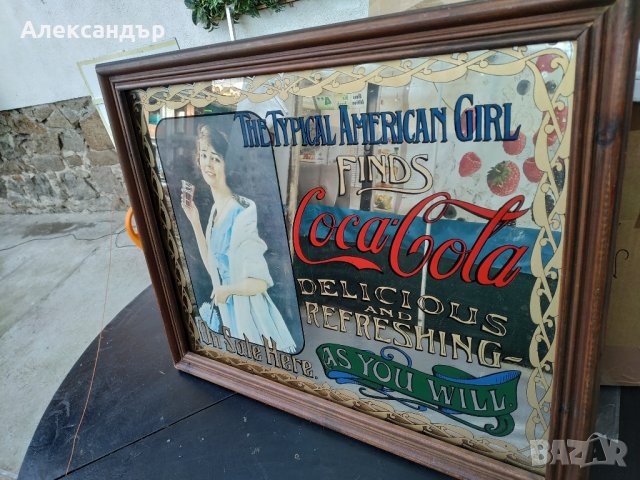 Александър.
THE TYPICAL AMERICAN GIRL
FINDS
Coca-Cola
DELICIOUS
AND
REFRESHING-
AS YOU WILL
On Sale Here.
BAZAR